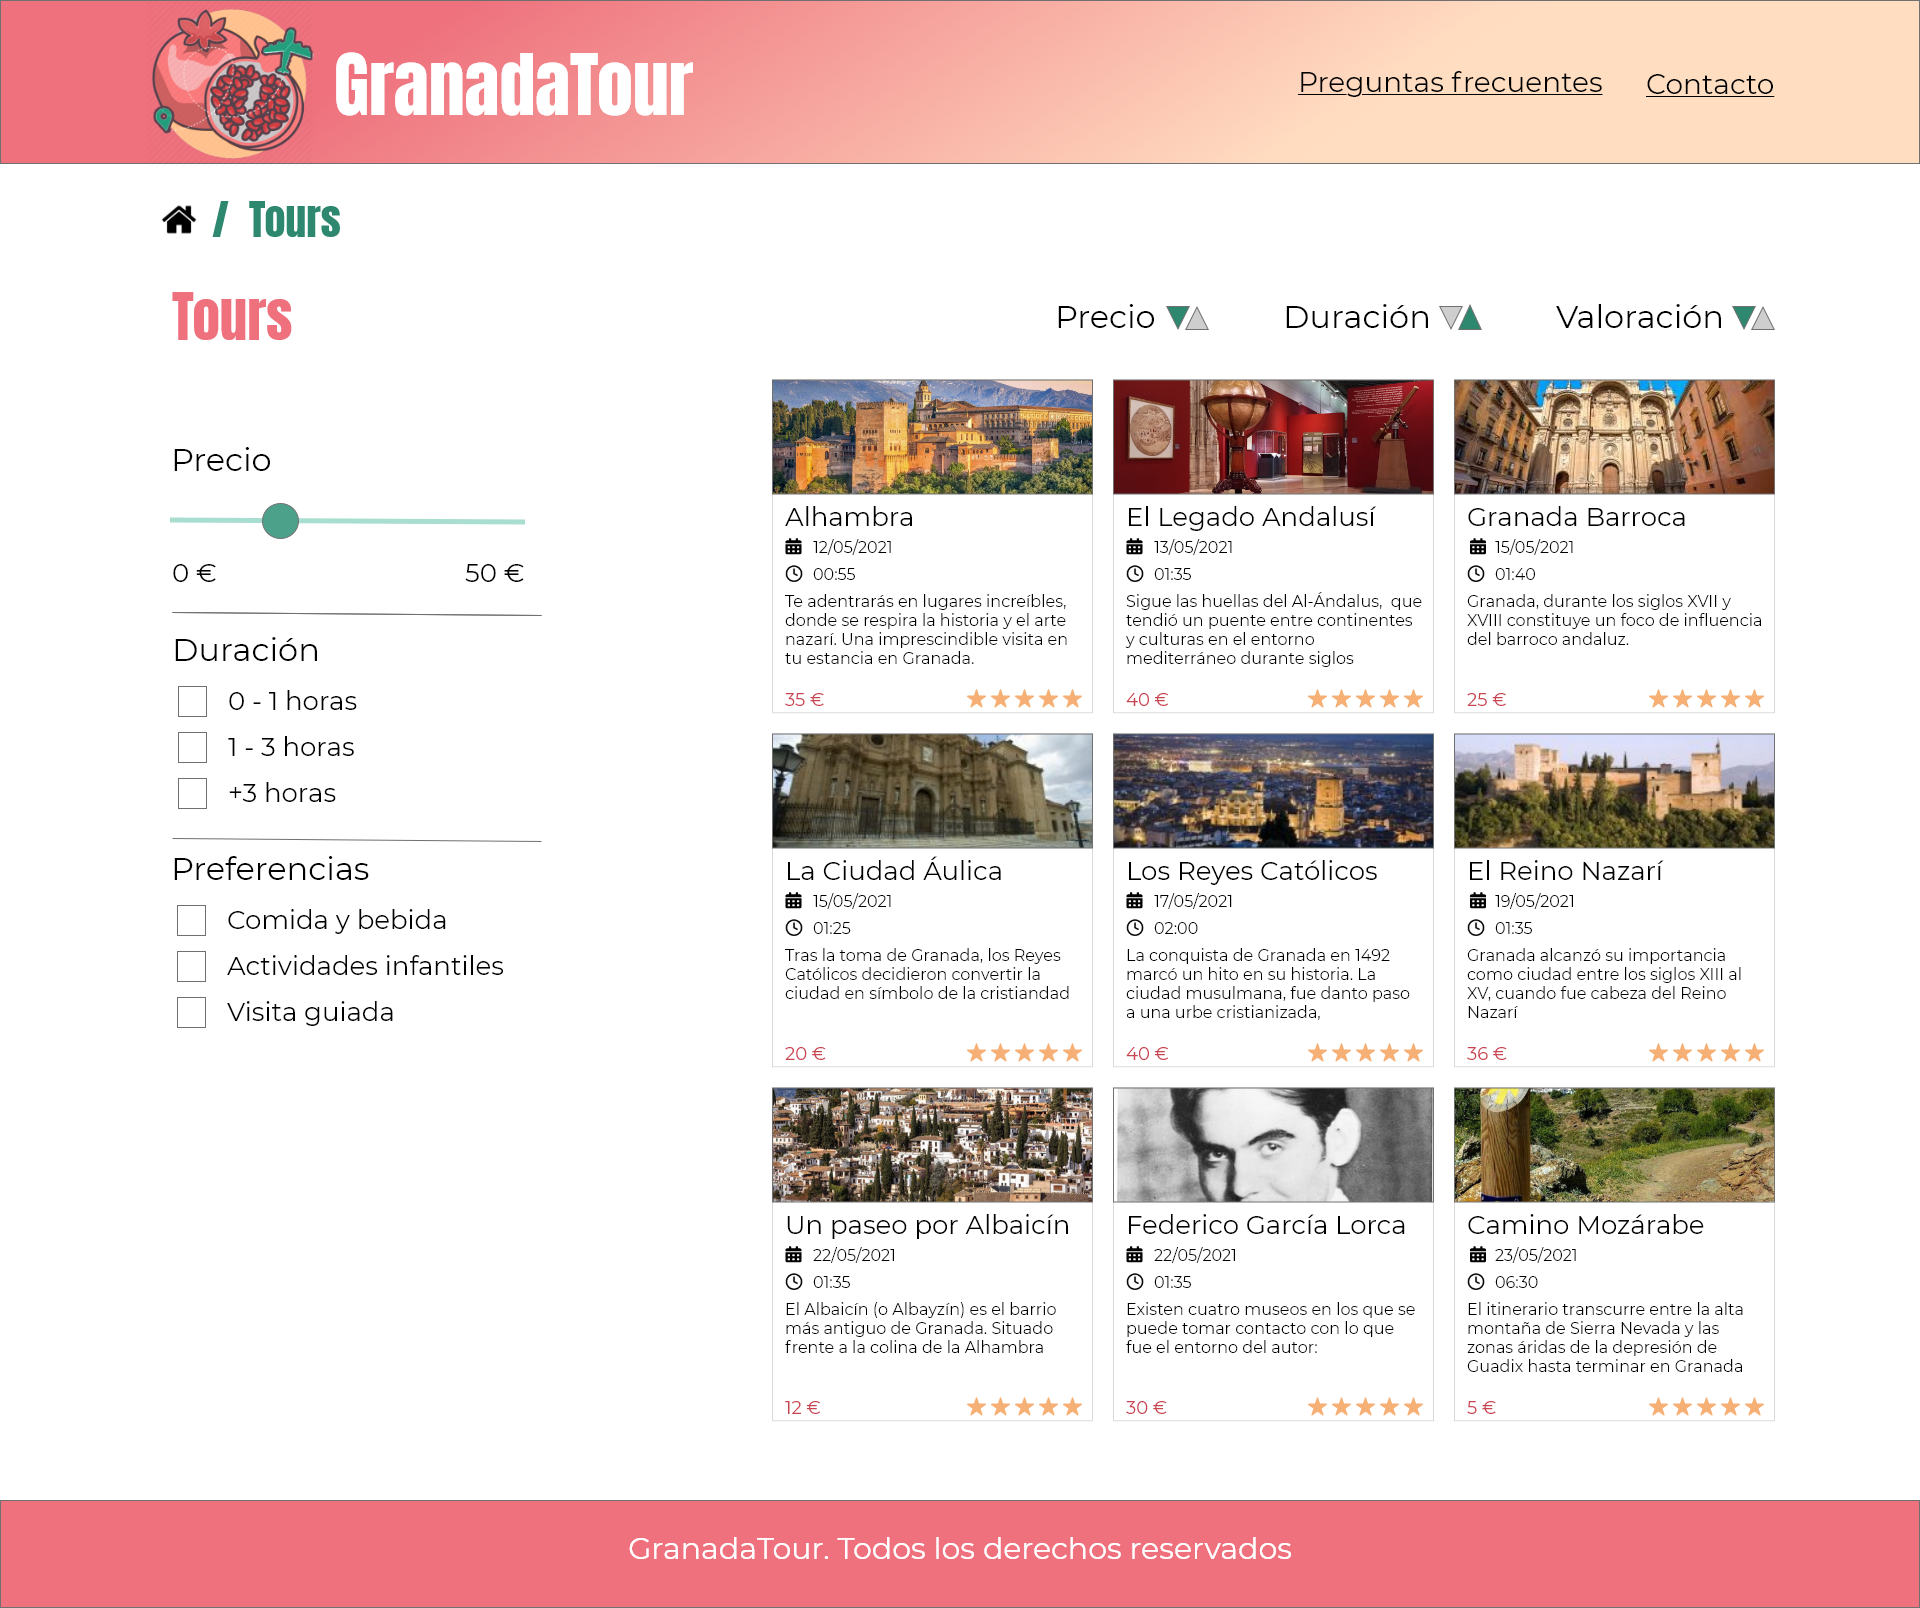 GranadaTour
Preguntas frecuentes
Contacto
/ Tours
Tours
Precio
Duración
Valoración
Precio
0 €
50 €
Duración
0 - 1 horas
1 - 3 horas
+3 horas
Preferencias
Comida y bebida
Actividades infantiles
Visita guiada
Alhambra
12/05/2021
00:55
Te adentrarás en lugares increíbles,
donde se respira la historia y el arte
nazarí. Una imprescindible visita en
tu estancia en Granada.
35 €
El Legado Andalusí
13/05/2021
01:35
Sigue las huellas del Al-Ándalus,  que
tendió un puente entre continentes
y culturas en el entorno
mediterráneo durante siglos
40 €
Granada Barroca
15/05/2021
01:40
Granada, durante los siglos XVII y
XVIII constituye un foco de influencia
del barroco andaluz.
25 €
La Ciudad Áulica
15/05/2021
01:25
Tras la toma de Granada, los Reyes
Católicos decidieron convertir la
ciudad en símbolo de la cristiandad
20 €
Los Reyes Católicos
17/05/2021
02:00
La conquista de Granada en 1492
marcó un hito en su historia. La
ciudad musulmana, fue danto paso
a una urbe cristianizada,
40 €
El Reino Nazarí
19/05/2021
01:35
Granada alcanzó su importancia
como ciudad entre los siglos XIII al
XV, cuando fue cabeza del Reino
Nazarí
36 €
Un paseo por Albaicín
22/05/2021
01:35
El Albaicín (o Albayzín) es el barrio
más antiguo de Granada. Situado
frente a la colina de la Alhambra
12 €
Federico García Lorca
22/05/2021
01:35
Existen cuatro museos en los que se
puede tomar contacto con lo que
fue el entorno del autor:
30 €
Camino Mozárabe
23/05/2021
06:30
El itinerario transcurre entre la alta
montaña de Sierra Nevada y las
zonas áridas de la depresión de
Guadix hasta terminar en Granada
5 €
GranadaTour. Todos los derechos reservados